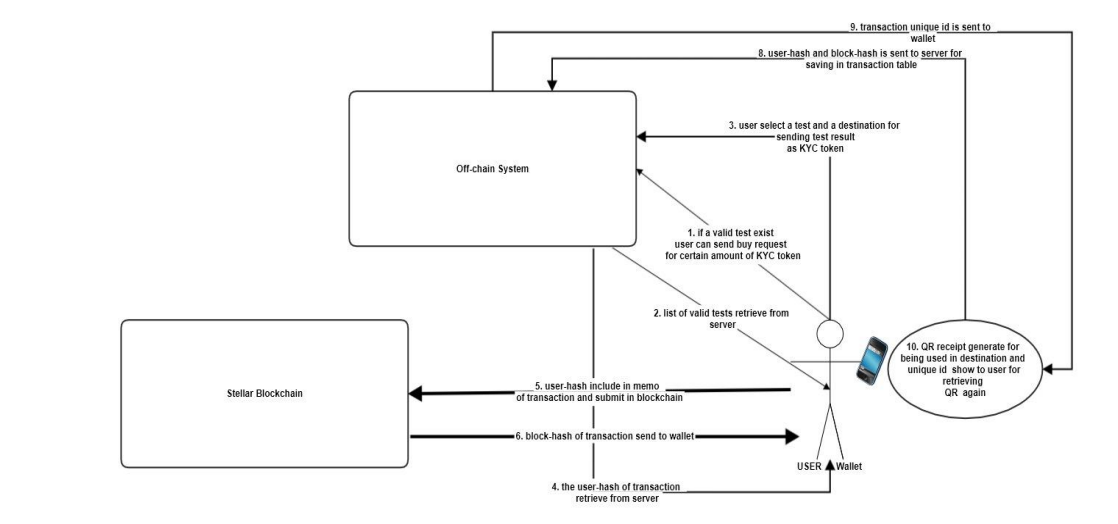 9. transaction unique id is sent to
wallet
8. user-hash and block-hash is sent to server for
saving in transaction table
3. user select a test and a destination for
sending test result
as KYC token
Off-chain System
1. if a valid test exist
user can send buy request
for certain amount of KYC token
2. list of valid tests retrieve from
server
10. QR receipt generate for
being used in destination and
unique id show to user for
retrieving
QR again
Stellar Blockchain
5. user-hash include in memo
of transaction and submit in blockchain
6. block-hash of transaction send to wallet
USER Wallet
4. the user-hash of transaction
retrieve from server